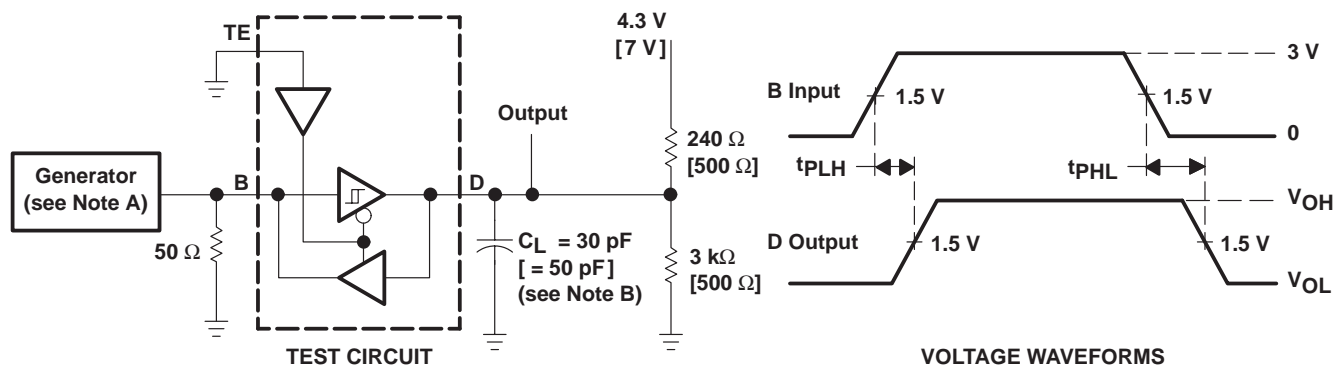 TE
4.3 V
[7 V]
Output
240 Ω
[500 Ω]
Generator
(see Note A)
B
D
50 Ω
CL = 30 pF
[ = 50 pF]
(see Note B)
3 kΩ
[500 Ω]
TEST CIRCUIT
3 V
B Input
1.5 V
1.5 V
0
tPLH
tPHL
VOH
D Output
1.5 V
1.5 V
VOL
VOLTAGE WAVEFORMS